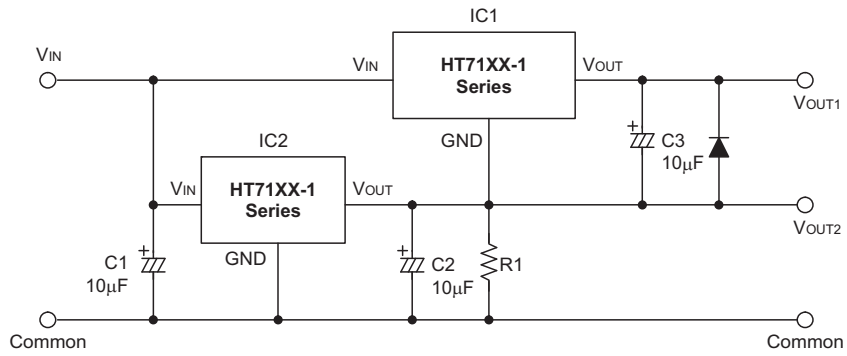 IC1
VIN
VIN
HT71XX-1
Series
VOUT
VOUT1
GND
C3
10μF
IC2
VIN
HT71XX-1
Series
VOUT
VOUT2
GND
C1
10μF
C2
10μF
R1
Common
Common